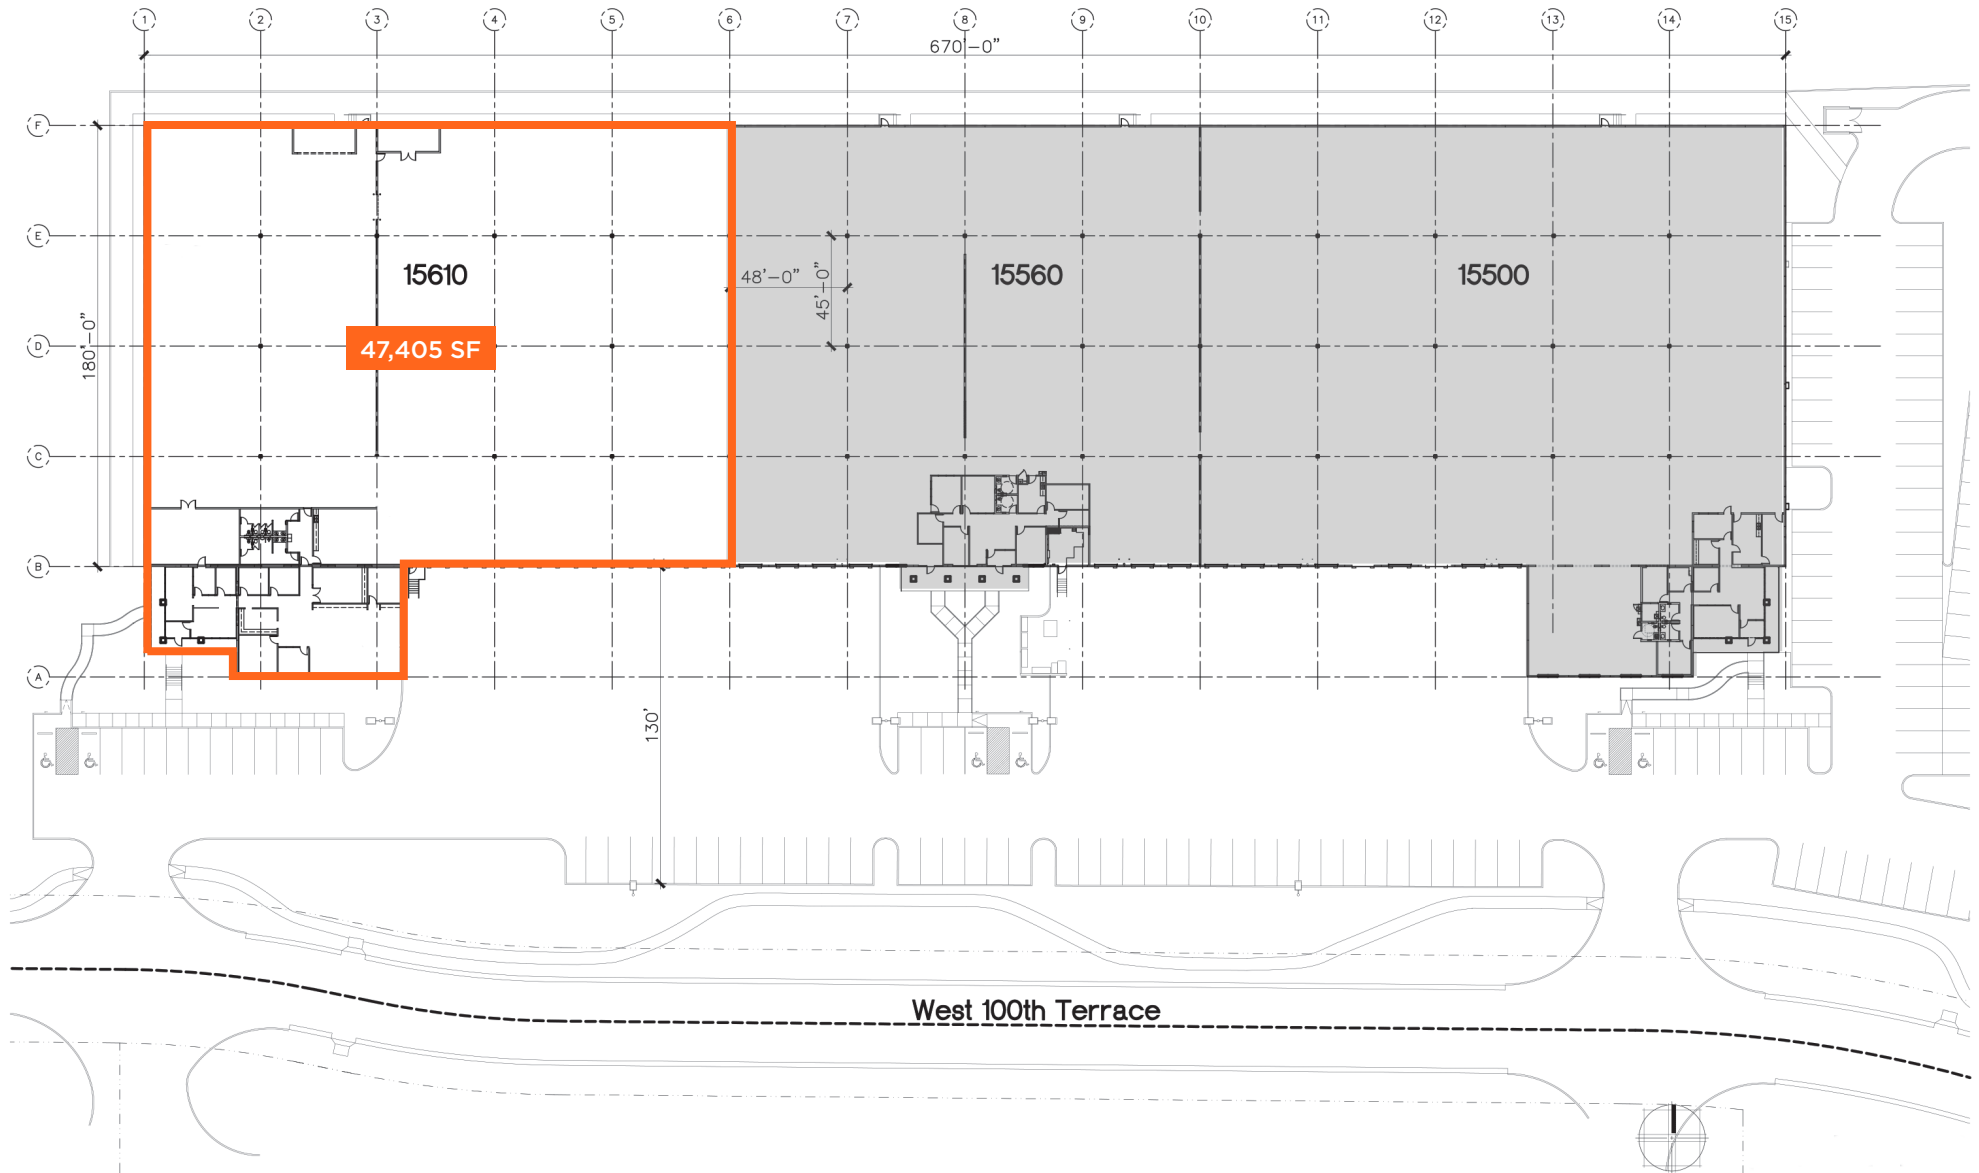 1 2 3 4 5 6 7 8 9 10 11 12 13 14 15
670'-0"
F
E
15610 15560 15500
48'-0"
45'-0"
180'-0"
D
47,405 SF
C
B
A
130'
West 100th Terrace